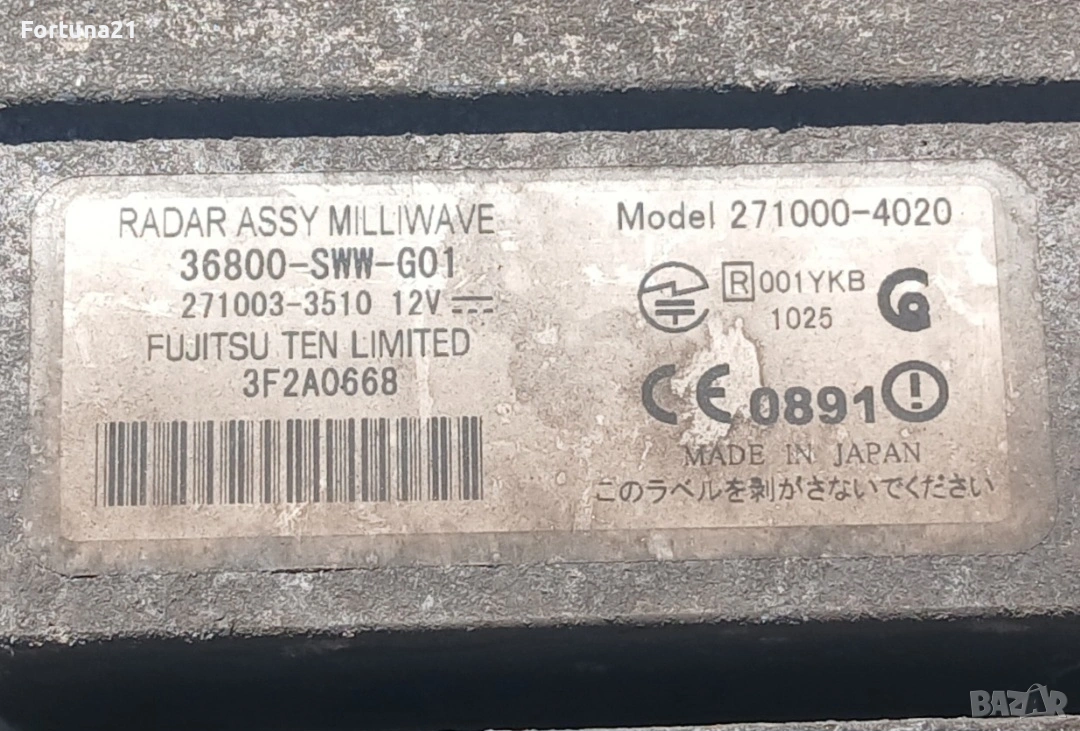 Fortuna21
RADAR ASSY MILLIWAVE
36800-SWW-G01
271003-3510 12V
FUJITSU TEN LIMITED
3F2A0668
Model 271000-4020
R 001YKB
1025
CE 0891 !
MADE IN JAPAN
このラベルを剥がさないでください
BAZAR